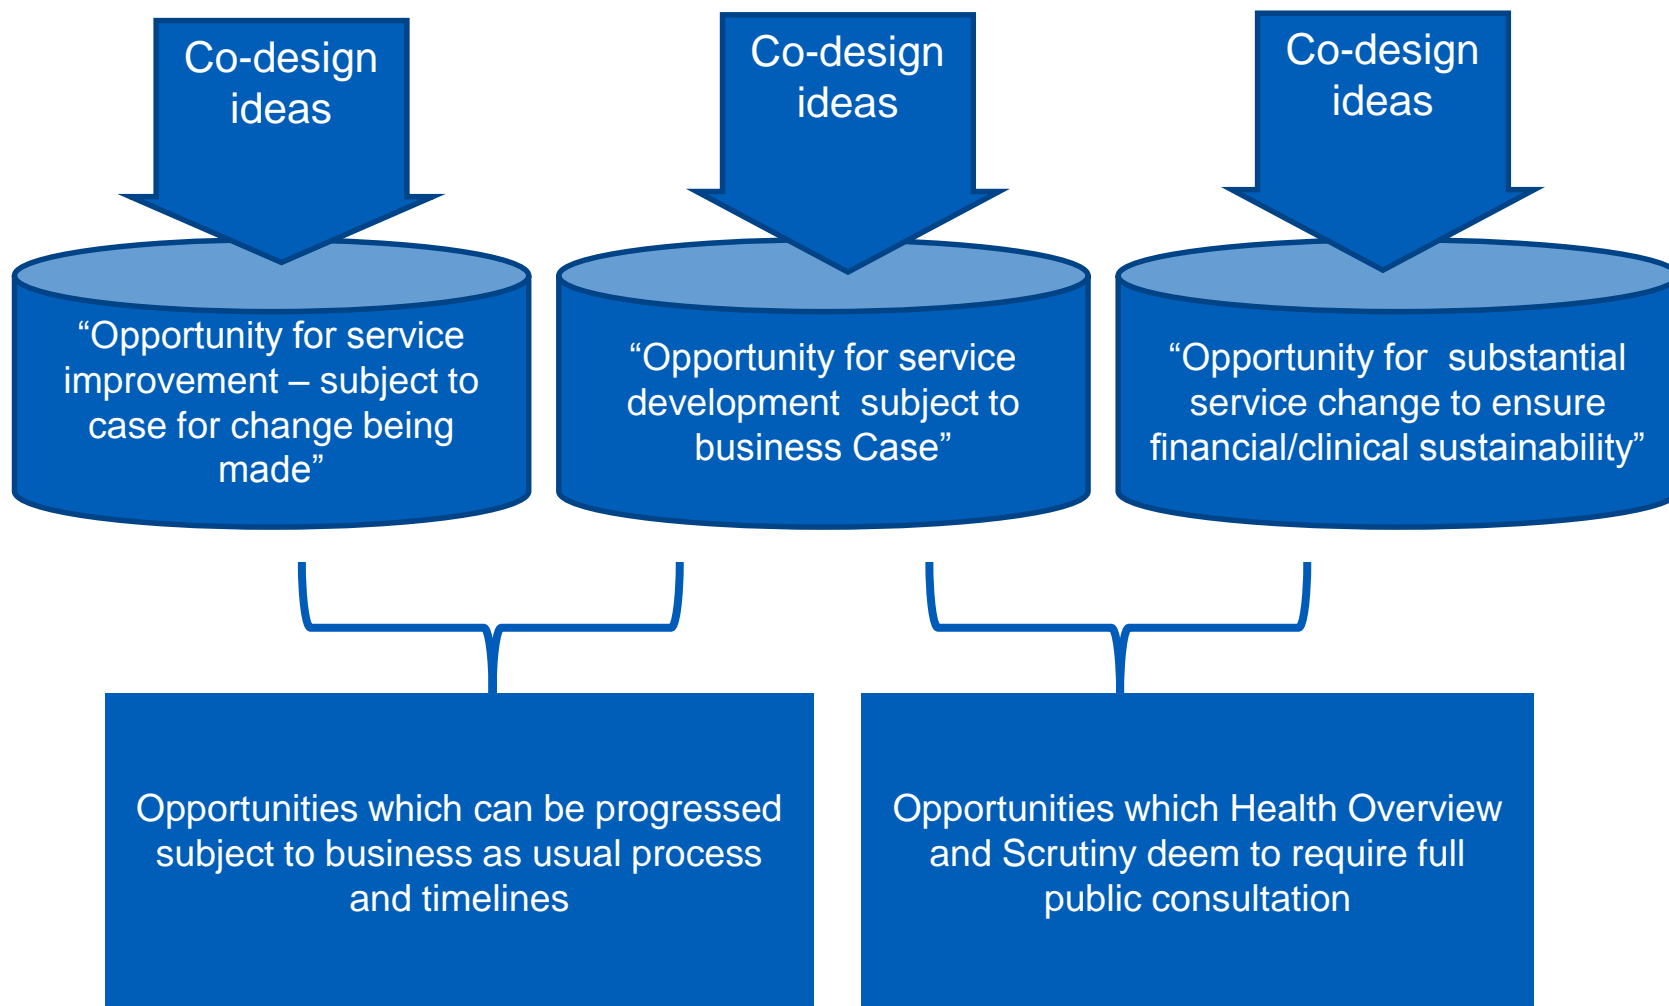 Co-design
ideas
Co-design
ideas
Co-design
ideas
“Opportunity for service
improvement – subject to
case for change being
made”
“Opportunity for service
development  subject to
business Case”
“Opportunity for  substantial
service change to ensure
financial/clinical sustainability”
Opportunities which can be progressed
subject to business as usual process
and timelines
Opportunities which Health Overview
and Scrutiny deem to require full
public consultation